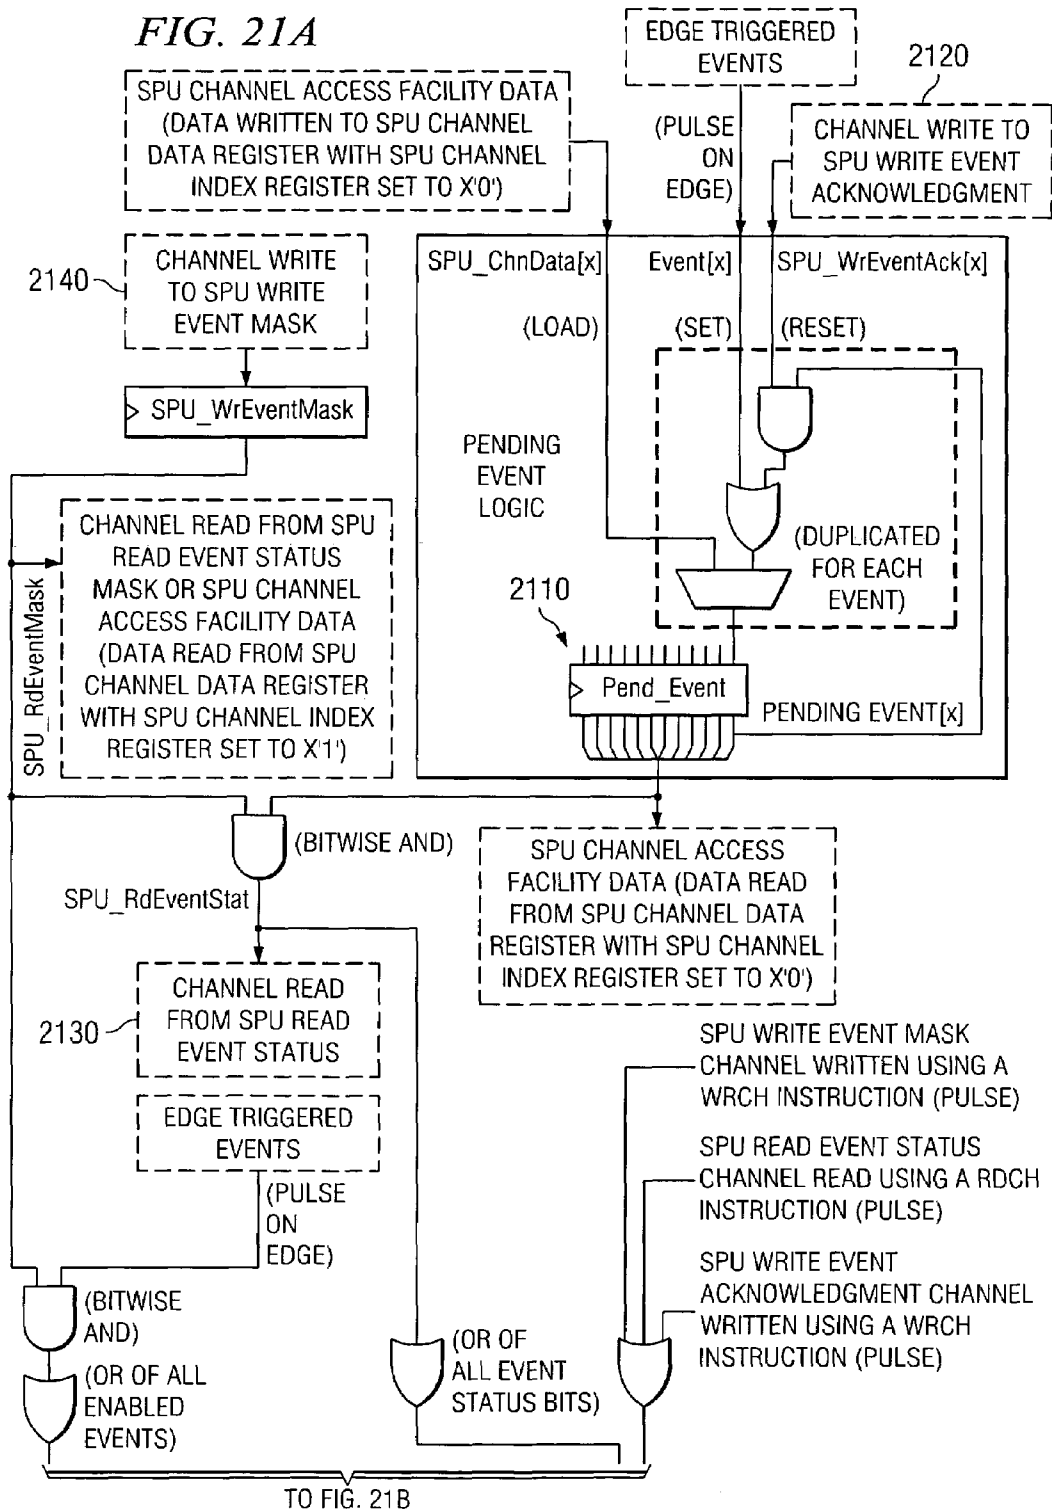 FIG. 21A
EDGE TRIGGERED
EVENTS
2120
SPU CHANNEL ACCESS FACILITY DATA
(DATA WRITTEN TO SPU CHANNEL
DATA REGISTER WITH SPU CHANNEL
INDEX REGISTER SET TO X'0')
(PULSE
ON
EDGE)
CHANNEL WRITE TO
SPU WRITE EVENT
ACKNOWLEDGMENT
2140
CHANNEL WRITE
TO SPU WRITE
EVENT MASK
SPU_ChnData[x]
Event[x]
SPU_WrEventAck[x]
(LOAD)
(SET)
(RESET)
SPU_WrEventMask
PENDING
EVENT
LOGIC
(DUPLICATED
FOR EACH
EVENT)
2110
Pend_Event
PENDING EVENT[x]
SPU_RdEventMask
CHANNEL READ FROM SPU
READ EVENT STATUS
MASK OR SPU CHANNEL
ACCESS FACILITY DATA
(DATA READ FROM SPU
CHANNEL DATA REGISTER
WITH SPU CHANNEL INDEX
REGISTER SET TO X'1')
(BITWISE AND)
SPU_RdEventStat
SPU CHANNEL ACCESS
FACILITY DATA (DATA READ
FROM SPU CHANNEL DATA
REGISTER WITH SPU CHANNEL
INDEX REGISTER SET TO X'0')
2130
CHANNEL READ
FROM SPU READ
EVENT STATUS
EDGE TRIGGERED
EVENTS
(PULSE
ON
EDGE)
SPU WRITE EVENT MASK
CHANNEL WRITTEN USING A
WRCH INSTRUCTION (PULSE)
SPU READ EVENT STATUS
CHANNEL READ USING A RDCH
INSTRUCTION (PULSE)
SPU WRITE EVENT
ACKNOWLEDGMENT CHANNEL
WRITTEN USING A WRCH
INSTRUCTION (PULSE)
(BITWISE
AND)
(OR OF ALL
ENABLED
EVENTS)
(OR OF
ALL EVENT
STATUS BITS)
TO FIG. 21B